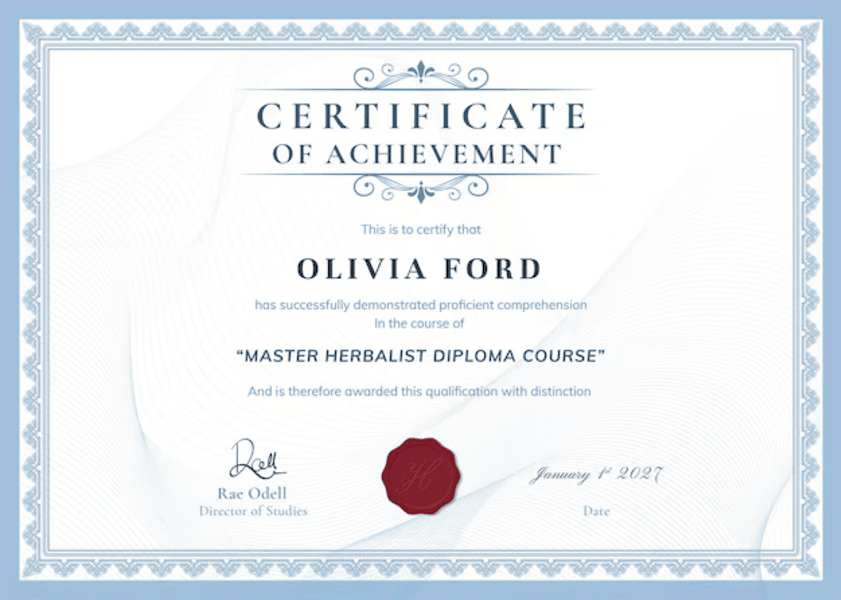 CERTIFICATE
OF ACHIEVEMENT
This is to certify that
OLIVIA FORD
has successfully demonstrated proficient comprehension
In the course of
“MASTER HERBALIST DIPLOMA COURSE”
And is therefore awarded this qualification with distinction
Rae Odell
Director of Studies
H
January 1st 2027
Date